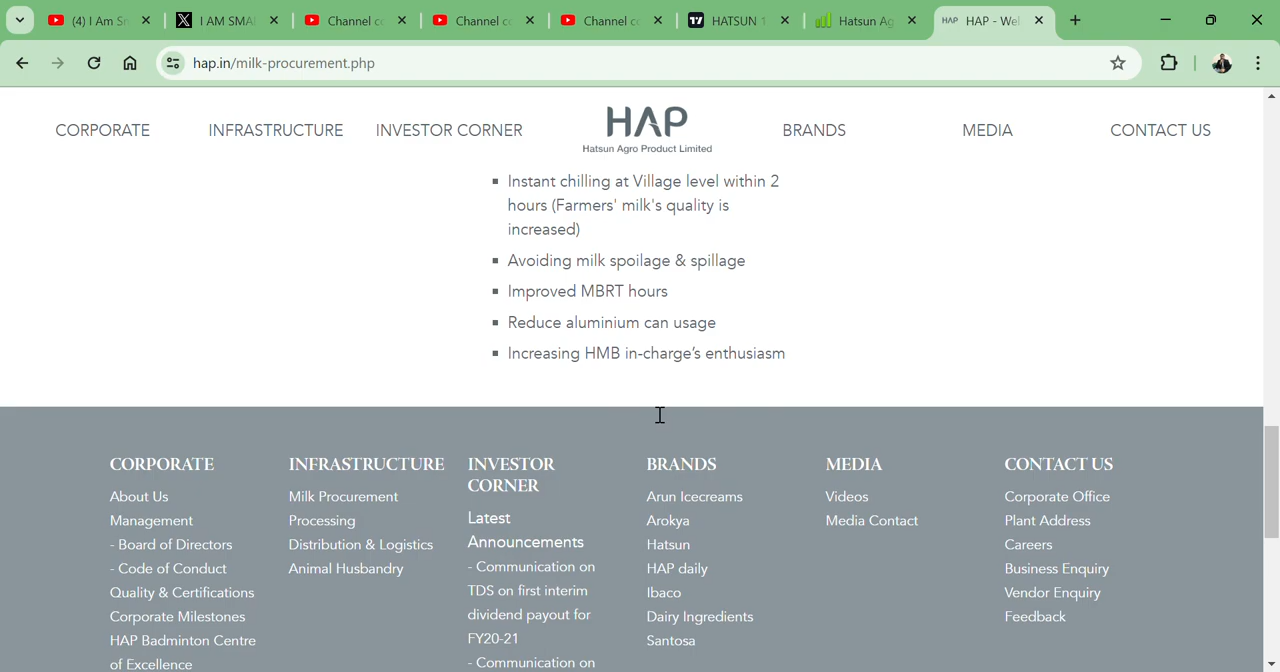 (4) I Am Sm
I AM SMA
Channel co
Channel co
Channel co
HATSUN 1
Hatsun Ag
HAP - Wel
hap.in/milk-procurement.php
CORPORATE
INFRASTRUCTURE
INVESTOR CORNER
HAP
Hatsun Agro Product Limited
BRANDS
MEDIA
CONTACT US
Instant chilling at Village level within 2
hours (Farmers' milk's quality is
increased)
Avoiding milk spoilage & spillage
Improved MBRT hours
Reduce aluminium can usage
Increasing HMB in-charge’s enthusiasm
CORPORATE
About Us
Management
- Board of Directors
- Code of Conduct
Quality & Certifications
Corporate Milestones
HAP Badminton Centre
of Excellence
INFRASTRUCTURE
Milk Procurement
Processing
Distribution & Logistics
Animal Husbandry
INVESTOR
CORNER
Latest
Announcements
- Communication on
TDS on first interim
dividend payout for
FY20-21
- Communication on
BRANDS
Arun Icecreams
Arokya
Hatsun
HAP daily
Ibaco
Dairy Ingredients
Santosa
MEDIA
Videos
Media Contact
CONTACT US
Corporate Office
Plant Address
Careers
Business Enquiry
Vendor Enquiry
Feedback